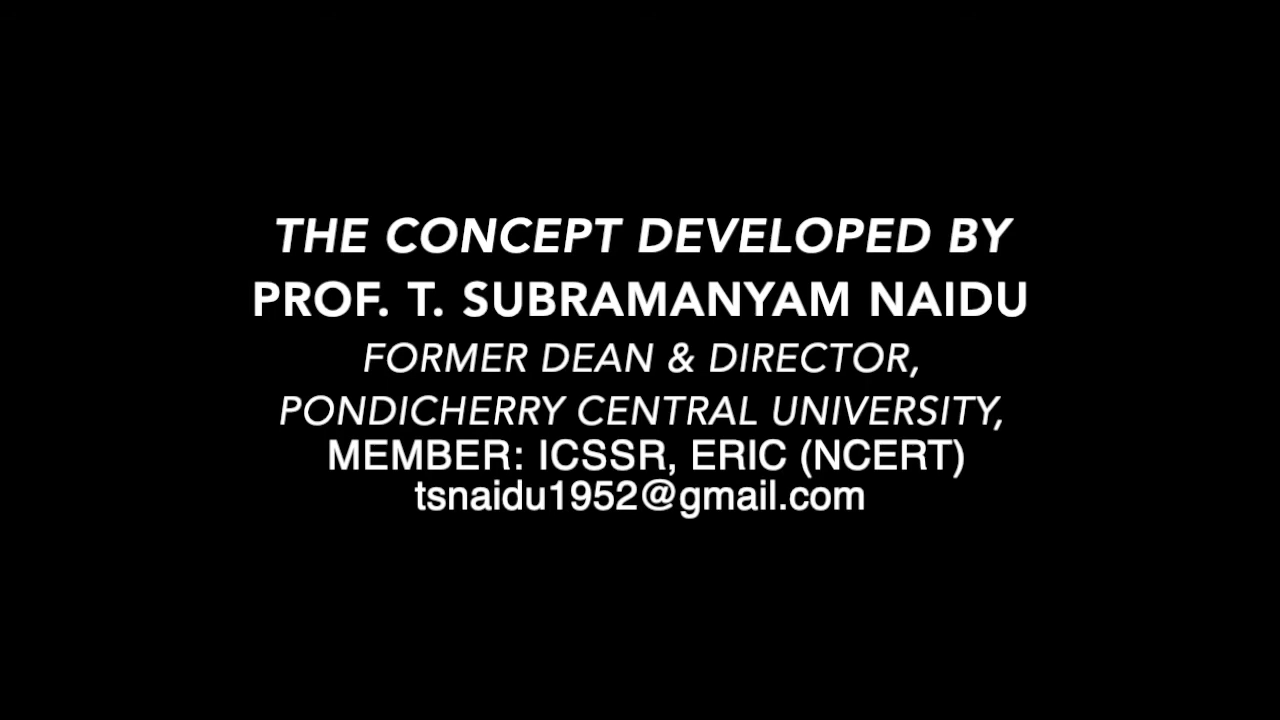 THE CONCEPT DEVELOPED BY
PROF. T. SUBRAMANYAM NAIDU
FORMER DEAN & DIRECTOR,
PONDICHERRY CENTRAL UNIVERSITY,
MEMBER: ICSSR, ERIC (NCERT)
tsnaidu1952@gmail.com